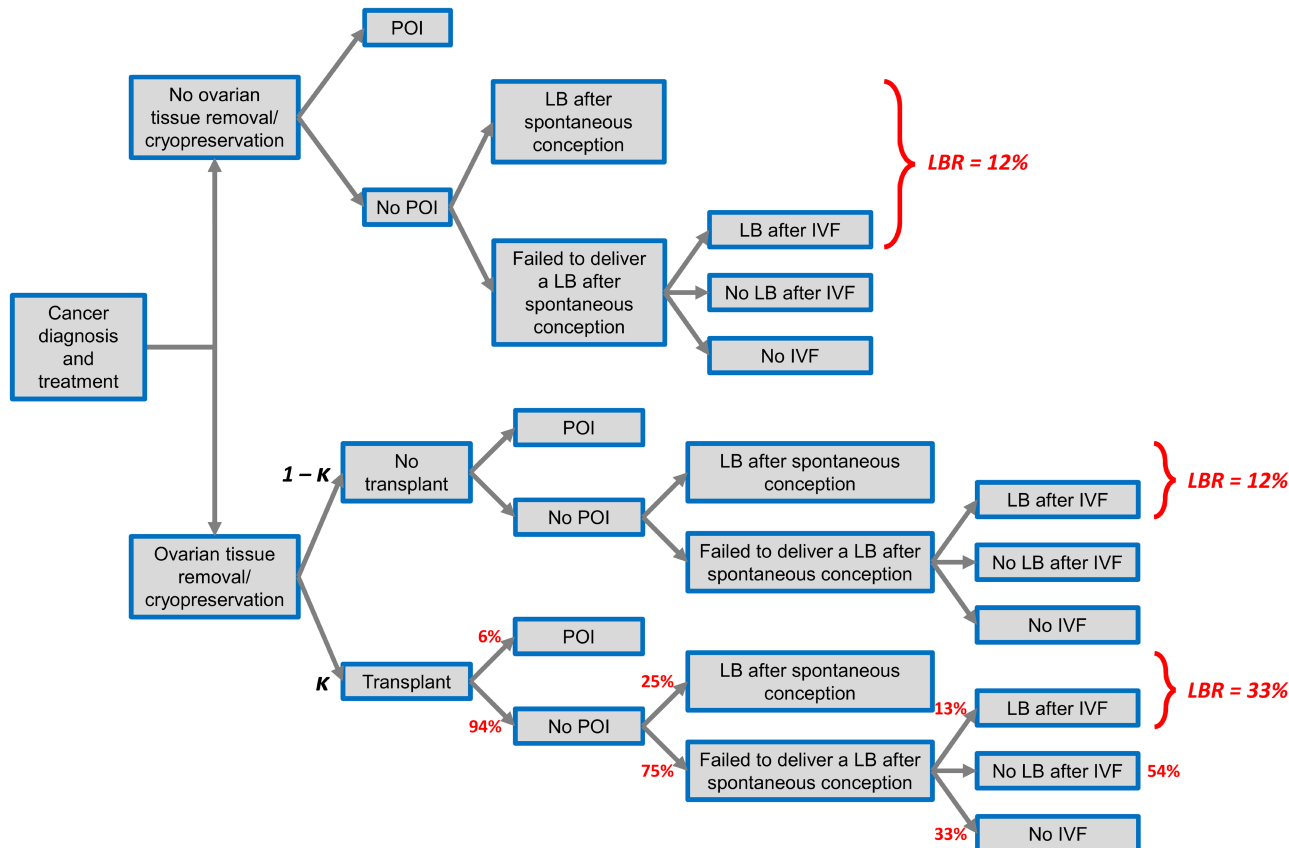 POI
No ovarian
tissue removal/
cryopreservation
LB after
spontaneous
conception
LBR = 12%
No POI
LB after IVF
Failed to deliver
a LB after
spontaneous
conception
No LB after IVF
No IVF
Cancer
diagnosis
and
treatment
Ovarian tissue
removal/
cryopreservation
1 – K
No
transplant
POI
No POI
LB after spontaneous
conception
Failed to deliver a LB after
spontaneous conception
LB after IVF
No LB after IVF
No IVF
LBR = 12%
K
Transplant
6%
POI
94%
No POI
25%
LB after spontaneous
conception
75%
Failed to deliver a LB after
spontaneous conception
13%
LB after IVF
No LB after IVF
54%
33%
No IVF
LBR = 33%